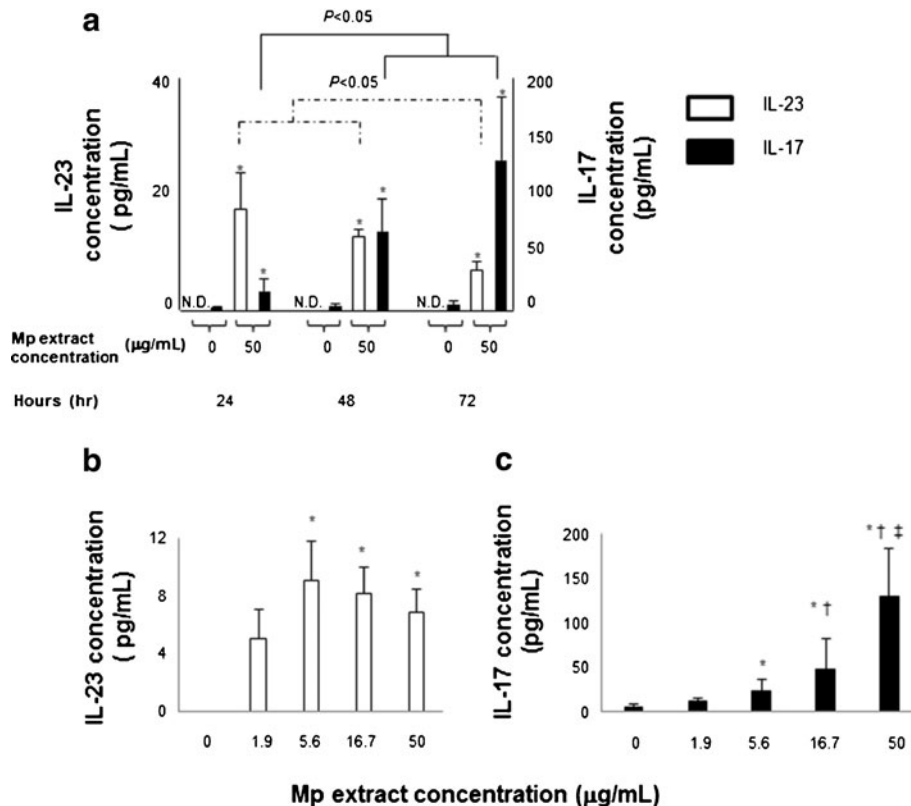 a
P<0.05
P<0.05
40
20
0
IL-23
concentration
( pg/mL)
200
150
100
50
0
IL-17
concentration
(pg/mL)
IL-23
IL-17
* * * * * *
N.D. N.D. N.D.
Mp extract
concentration (µg/mL) 0 50 0 50 0 50
Hours (hr) 24 48 72
b
IL-23 concentration
( pg/mL)
12
8
4
0
* * *
0 1.9 5.6 16.7 50
c
IL-17 concentration
(pg/mL)
200
150
100
50
0
* *† *†‡
0 1.9 5.6 16.7 50
Mp extract concentration (µg/mL)